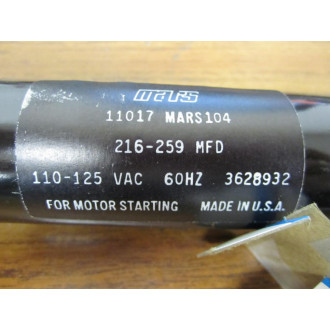 mars
11017 MARS104
216-259 MFD
110-125 VAC 60HZ 3628932
FOR MOTOR STARTING MADE IN U.S.A.